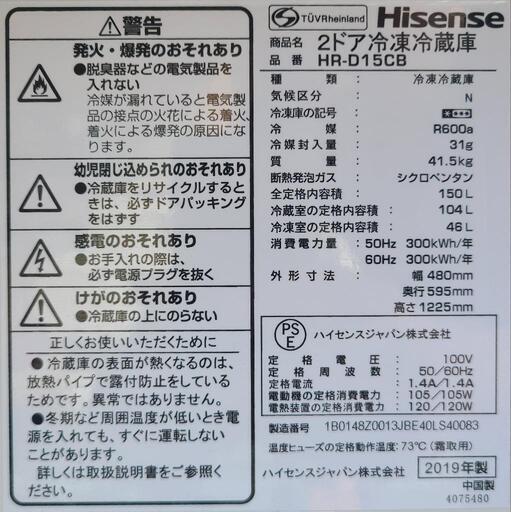 警告
発火・爆発のおそれあり
●脱臭器などの電気製品を
入れない
冷媒が漏れていると電気製
品の接点の火花による着火、
着火による爆発の原因にな
ります。
幼児閉じ込められのおそれあり
●冷蔵庫をリサイクルすると
きは、必ずドアパッキング
をはずす
感電のおそれあり
●お手入れの際は、
必ず電源プラグを抜く
けがのおそれあり
●冷蔵庫の上にのらない
正しくお使いいただくために
●冷蔵庫の表面が熱くなるのは、
放熱パイプで露付防止をしている
ためです。異常ではありません。
●冬期など周囲温度が低いとき電
源を入れても、すぐに運転しない
ことがあります。
詳しくは取扱説明書をご覧くださ
い。
TÜVRheinland Hisense
商品名 2ドア冷凍冷蔵庫
品番 HR-D15CB
種類: 冷凍冷蔵庫
気候区分: N
冷凍庫の記号:
冷媒: R600a
冷媒封入量: 31g
質量: 41.5kg
断熱発泡ガス: シクロペンタン
全定格内容積: 150L
冷蔵室の定格内容積: 104L
冷凍室の定格内容積: 46L
消費電力量: 50Hz 300kWh/年
60Hz 300kWh/年
外形寸法: 幅 480mm
奥行 595mm
高さ 1225mm
PSE ハイセンスジャパン株式会社
定格電圧: 100V
定格周波数: 50/60Hz
定格電流: 1.4A/1.4A
電動機の定格消費電力: 105/105W
電熱装置の定格消費電力: 120/120W
製造番号 1B0148Z0013JBE40LS40083
温度ヒューズの定格動作温度:73℃(霜取用)
ハイセンスジャパン株式会社 2019年製
中国製
4075480